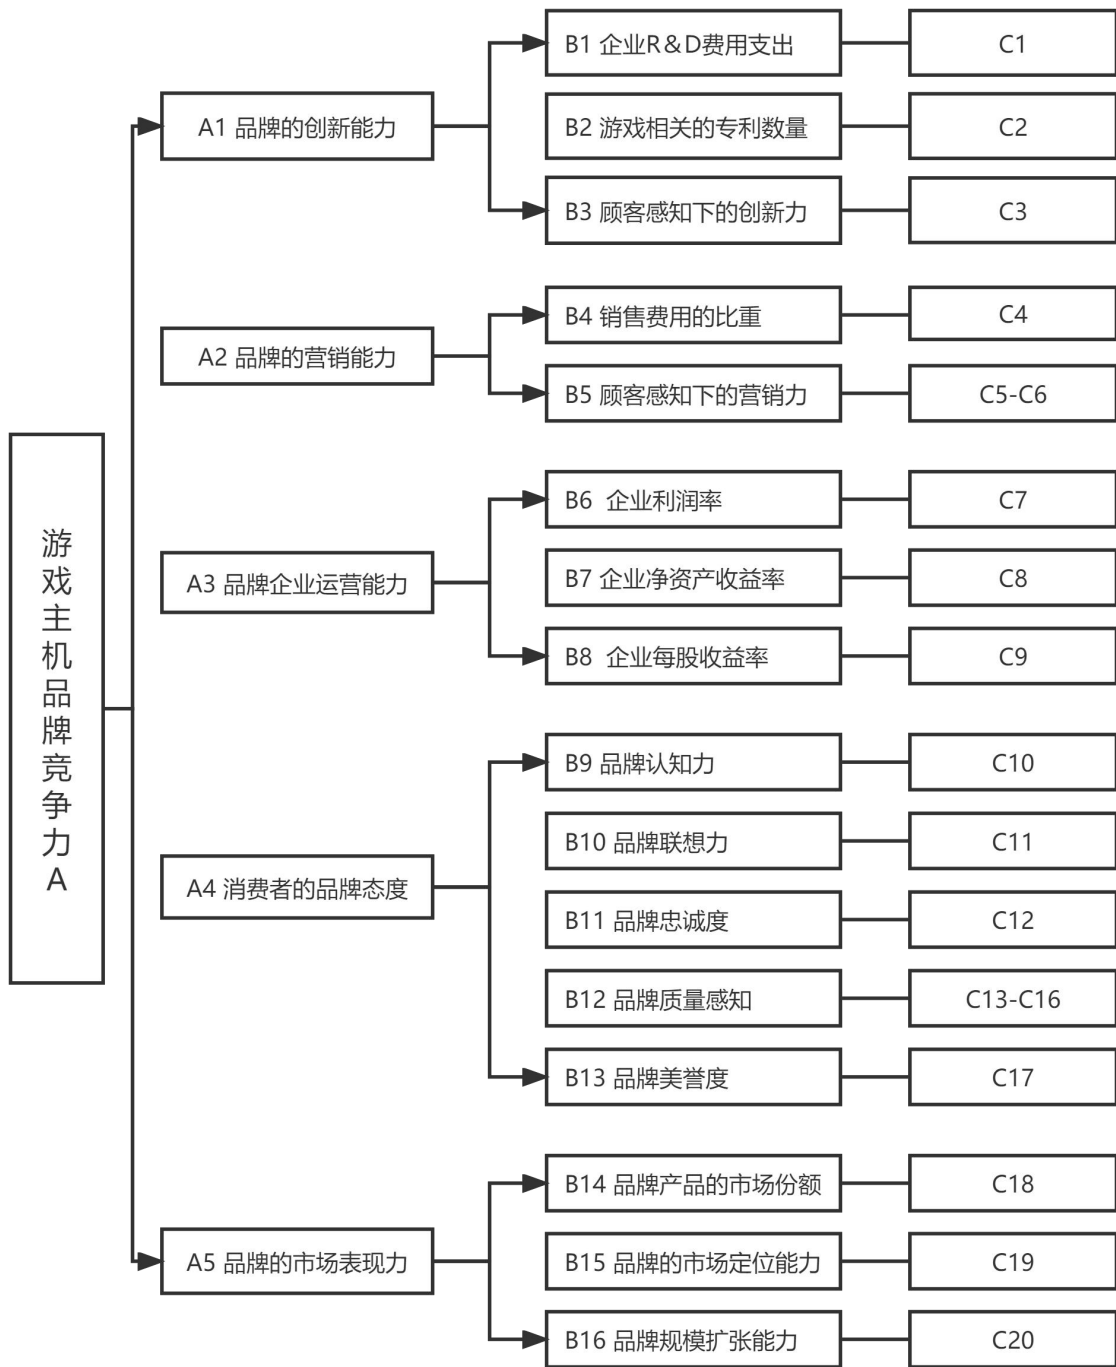 游戏主机品牌竞争力A
A1 品牌的创新能力
B1 企业R&D费用支出
C1
B2 游戏相关的专利数量
C2
B3 顾客感知下的创新力
C3
A2 品牌的营销能力
B4 销售费用的比重
C4
B5 顾客感知下的营销力
C5-C6
A3 品牌企业运营能力
B6 企业利润率
C7
B7 企业净资产收益率
C8
B8 企业每股收益率
C9
A4 消费者的品牌态度
B9 品牌认知力
C10
B10 品牌联想力
C11
B11 品牌忠诚度
C12
B12 品牌质量感知
C13-C16
B13 品牌美誉度
C17
A5 品牌的市场表现力
B14 品牌产品的市场份额
C18
B15 品牌的市场定位能力
C19
B16 品牌规模扩张能力
C20